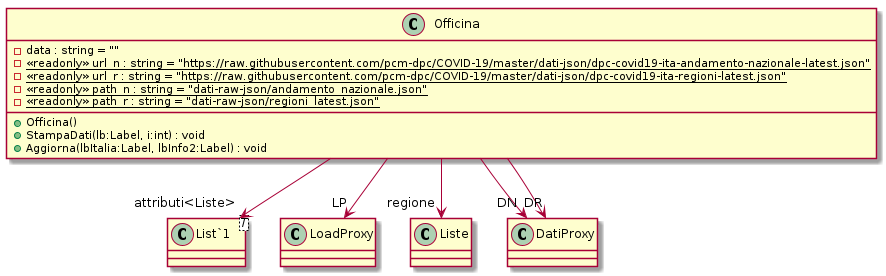 C Officina
data : string = ""
«readonly» url_n : string = "https://raw.githubusercontent.com/pcm-dpc/COVID-19/master/dati-json/dpc-covid19-ita-andamento-nazionale-latest.json"
«readonly» url_r : string = "https://raw.githubusercontent.com/pcm-dpc/COVID-19/master/dati-json/dpc-covid19-ita-regioni-latest.json"
«readonly» path_n : string = "dati-raw-json/andamento_nazionale.json"
«readonly» path_r : string = "dati-raw-json/regioni_latest.json"
Officina()
StampaDati(lb:Label, i:int) : void
Aggiorna(lbItalia:Label, lbInfo2:Label) : void
attributi<Liste> LP regione DN DR
C List`1 T C LoadProxy C Liste C DatiProxy